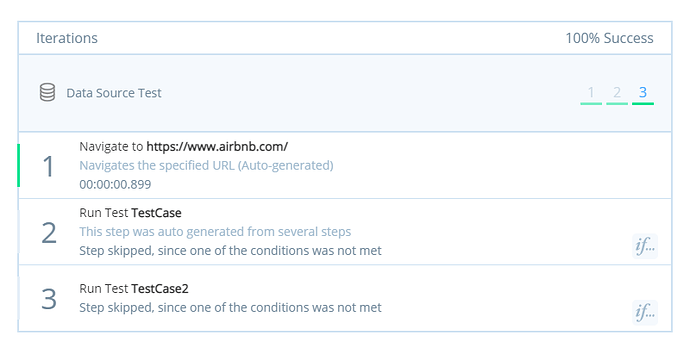 Iterations 100% Success
Data Source Test 1 2 3
1
Navigate to https://www.airbnb.com/
Navigates the specified URL (Auto-generated)
00:00:00.899
2
Run Test TestCase
This step was auto generated from several steps
Step skipped, since one of the conditions was not met
if...
3
Run Test TestCase2
Step skipped, since one of the conditions was not met
if...